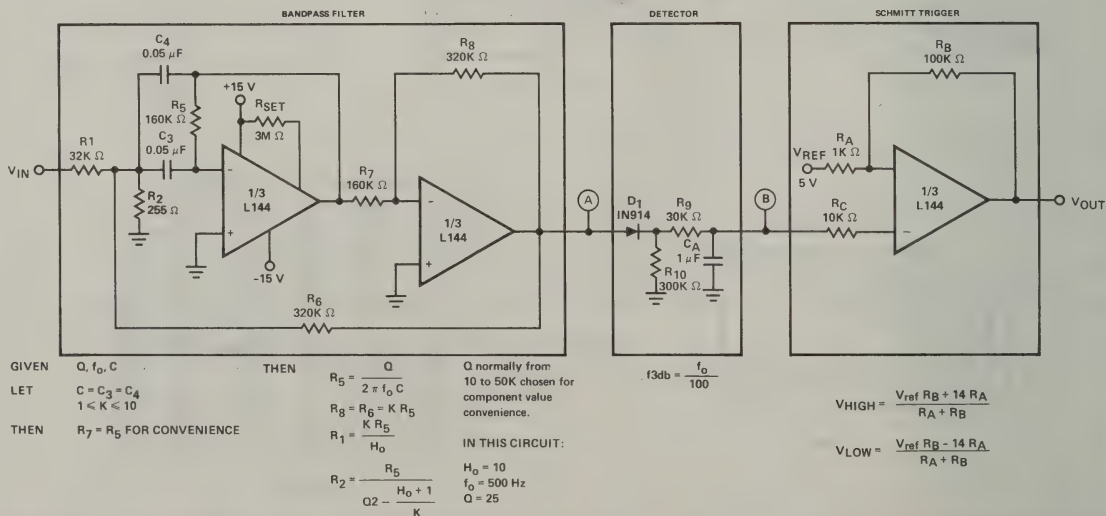 BANDPASS FILTER
DETECTOR
SCHMITT TRIGGER
C4
0.05 μF
R8
320K Ω
RB
100K Ω
+15 V
R5
160K Ω
RSET
3M Ω
C3
0.05 μF
R1
32K Ω
VIN
R2
255 Ω
-
1/3
L144
+
-15 V
R7
160K Ω
-
1/3
L144
+
A
D1
IN914
R9
30K Ω
CA
1 μF
R10
300K Ω
B
VREF
5 V
RA
1K Ω
RC
10K Ω
+
1/3
L144
-
VOUT
R6
320K Ω
GIVEN Q, fo, C
LET C = C3 = C4
1 ≤ K ≤ 10
THEN R7 = R5 FOR CONVENIENCE
THEN
R5 = Q / 2 π fo C
R8 = R6 = K R5
R1 = K R5 / Ho
R2 = R5 / Q2 - Ho + 1 / K
Q normally from
10 to 50K chosen for
component value
convenience.
IN THIS CIRCUIT:
Ho = 10
fo = 500 Hz
Q = 25
f3db = fo / 100
VHIGH = Vref RB + 14 RA / RA + RB
VLOW = Vref RB - 14 RA / RA + RB